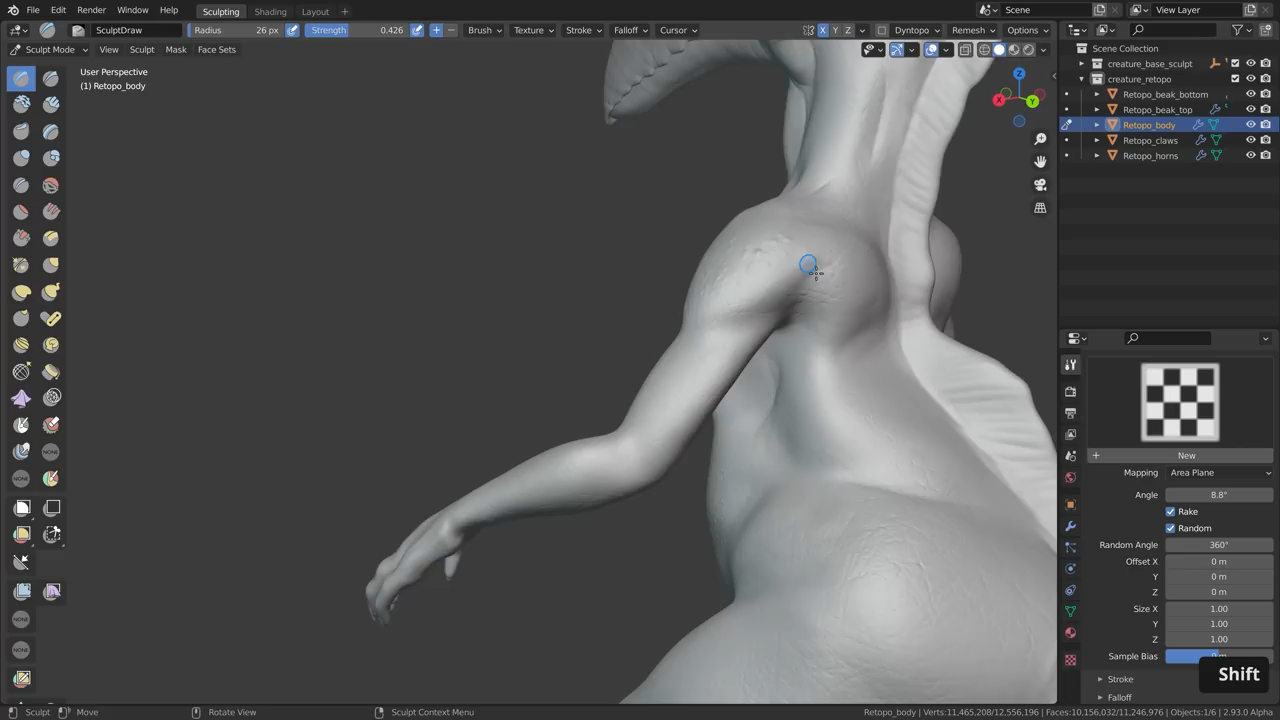 File Edit Render Window Help Sculpting Shading Layout + Scene View Layer
SculptDraw Radius 26 px Strength 0.426 Brush Texture Stroke Falloff Cursor X Y Z Dyntopo Remesh Options
Sculpt Mode View Sculpt Mask Face Sets
Scene Collection
creature_base_sculpt
creature_retopo
Retopo_beak_bottom
Retopo_beak_top
Retopo_body
Retopo_claws
Retopo_horns
User Perspective
(1) Retopo_body
Z
X
Y
NONE
NONE
NONE
NONE
NONE
New
Mapping Area Plane
Angle 8.8°
Rake
Random
Random Angle 360°
Offset X 0 m
Y 0 m
Z 0 m
Size X 1.00
Y 1.00
Z 1.00
Sample Bias
Shift
Stroke
Falloff
Sculpt Move Rotate View Sculpt Context Menu Retopo_body | Verts:11,465,208/12,556,196 | Faces:10,156,032/11,246,976 | Objects:1/6 | 2.93.0 Alpha